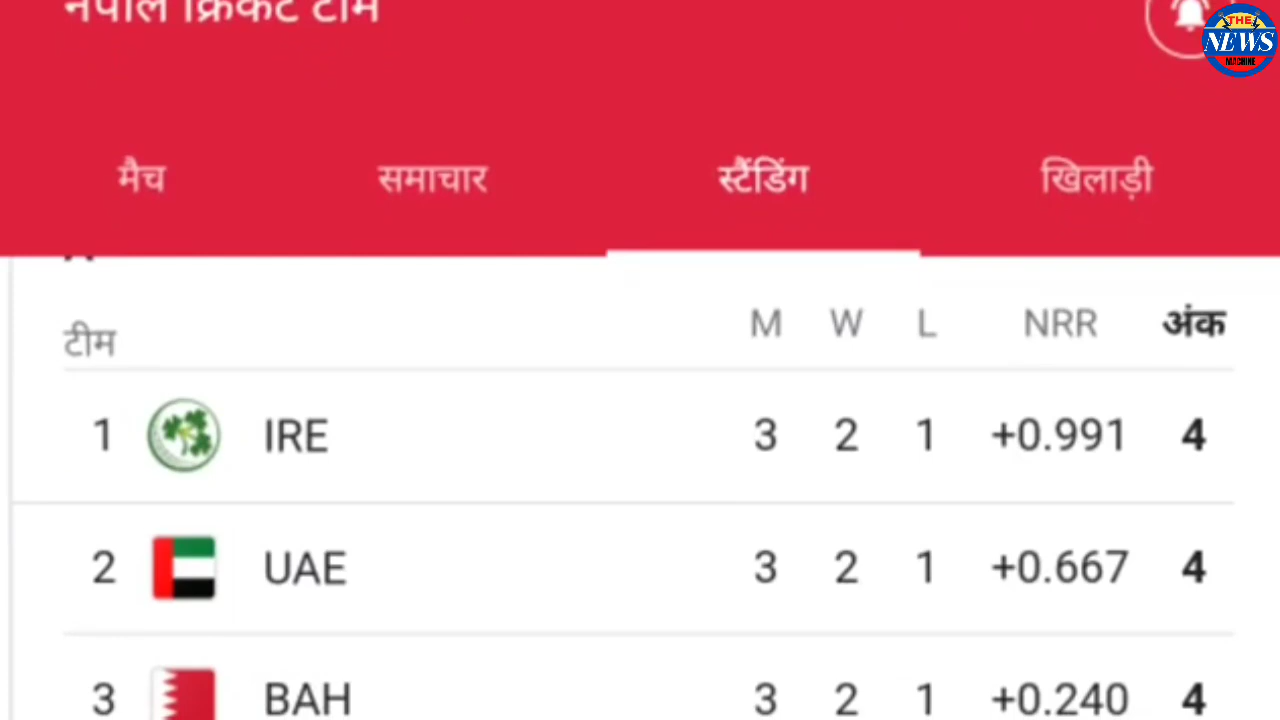 नेपाल क्रिकेट टीम
THE
NEWS
MACHINE
मैच समाचार स्टैंडिंग खिलाड़ी
टीम M W L NRR अंक
1 IRE 3 2 1 +0.991 4
2 UAE 3 2 1 +0.667 4
3 BAH 3 2 1 +0.240 4